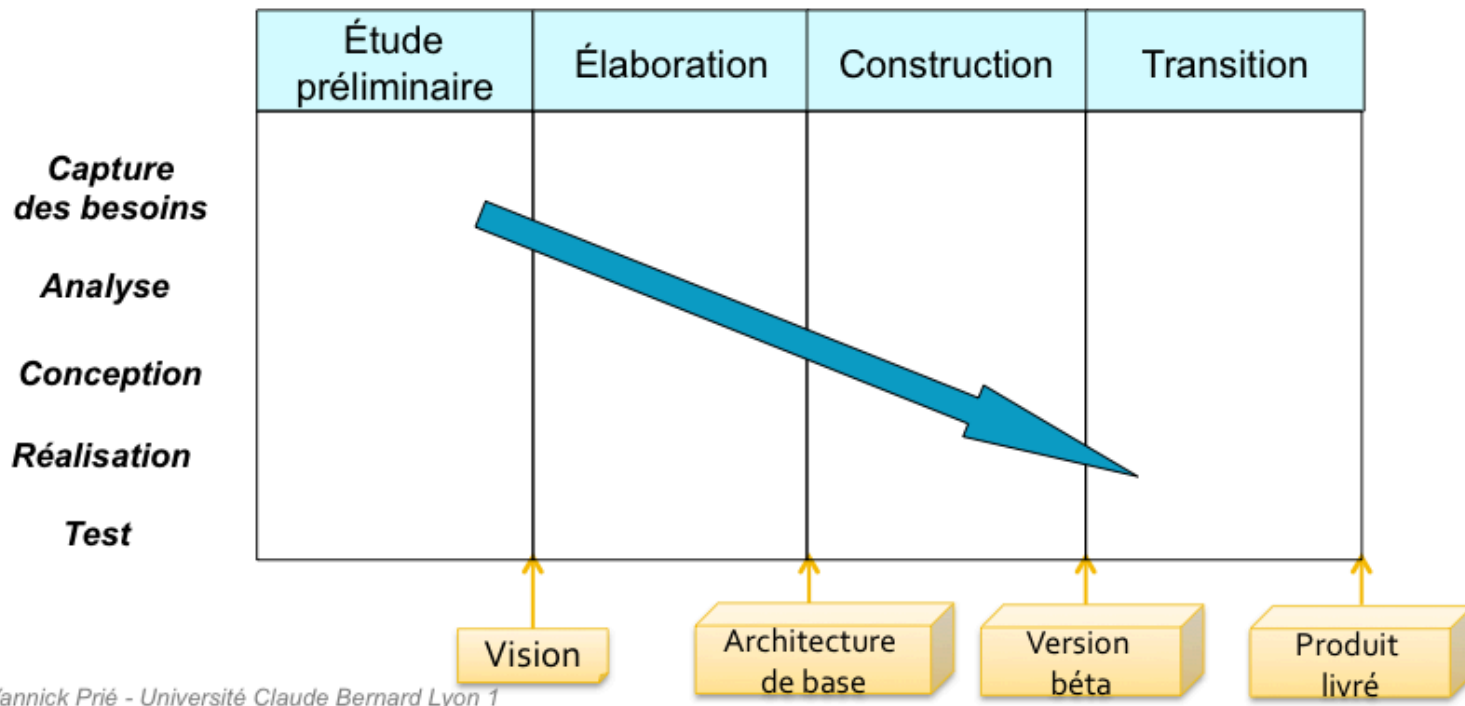 Étude
préliminaire
Élaboration
Construction
Transition
Capture
des besoins
Analyse
Conception
Réalisation
Test
Vision
Architecture
de base
Version
béta
Produit
livré
Yannick Prié - Université Claude Bernard Lyon 1